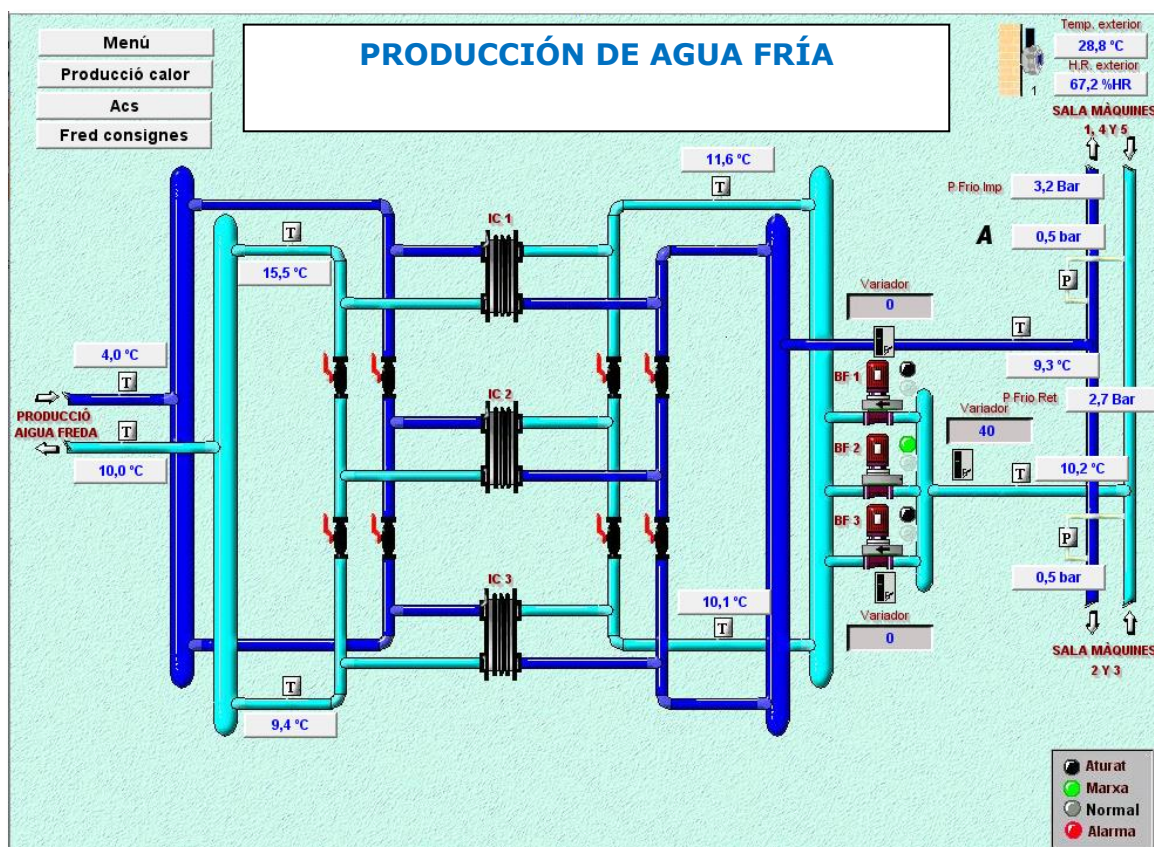 PRODUCCIÓN DE AGUA FRÍA
Menú
Producció calor
Acs
Fred consignes
Temp. exterior
28,8 °C
H.R. exterior
67,2 %HR
1
SALA MÀQUINES
1, 4 Y 5
11,6 °C
T
P Frio Imp
3,2 Bar
A
0,5 bar
IC 1
T
15,5 °C
P
Variador
0
T
9,3 °C
4,0 °C
T
PRODUCCIÓ
AIGUA FREDA
T
10,0 °C
BF 1
IC 2
P Frio Ret
2,7 Bar
Variador
40
BF 2
T
10,2 °C
BF 3
P
0,5 bar
IC 3
10,1 °C
T
Variador
0
SALA MÀQUINES
2 Y 3
T
9,4 °C
Aturat
Marxa
Normal
Alarma